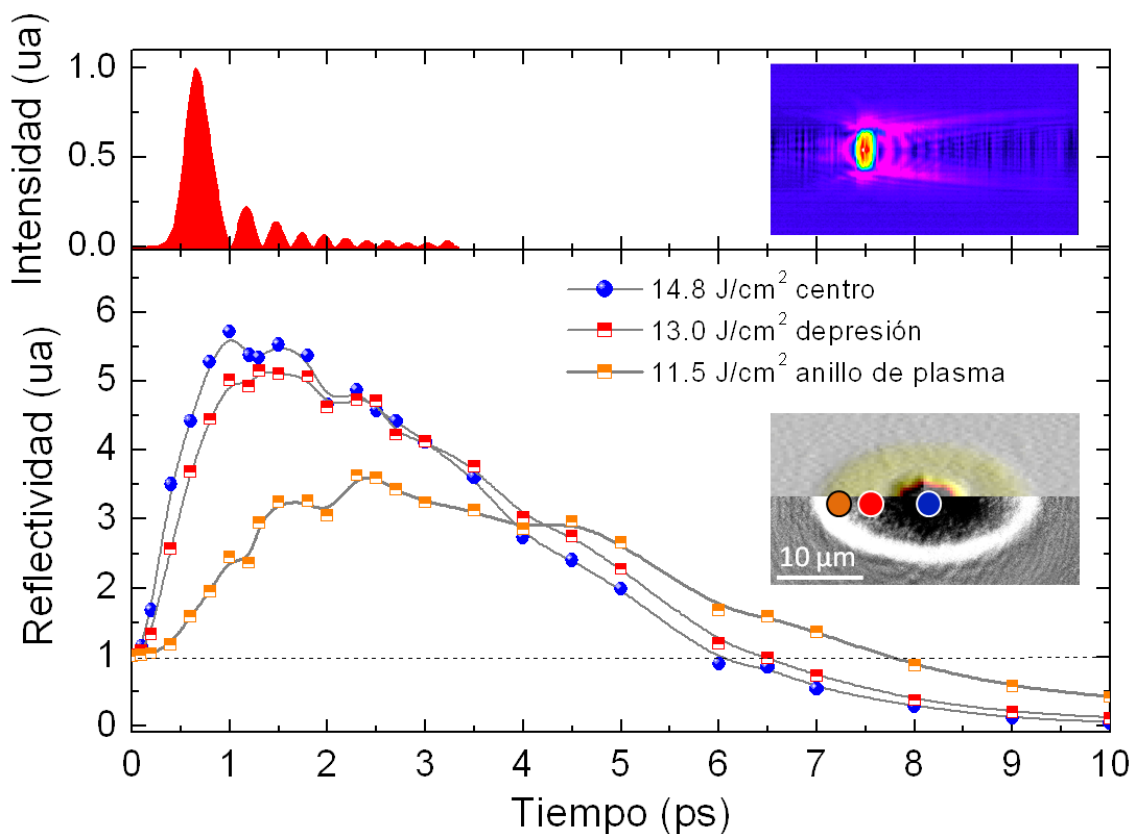 Intensidad (ua)
1.0
0.5
0.0
Reflectividad (ua)
6
5
4
3
2
1
0
14.8 J/cm² centro
13.0 J/cm² depresión
11.5 J/cm² anillo de plasma
10 µm
0 1 2 3 4 5 6 7 8 9 10
Tiempo (ps)